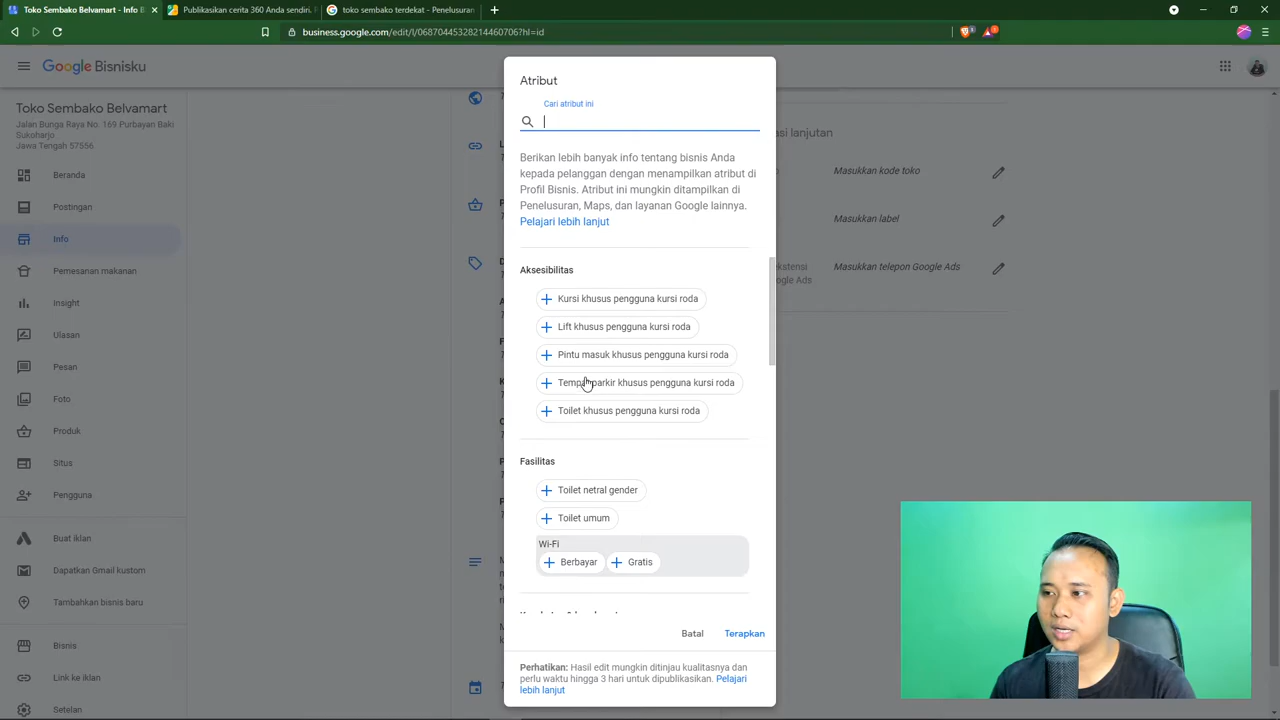 Toko Sembako Belvamart - Info B
Publikasikan cerita 360 Anda sendiri. P
toko sembako terdekat - Penelusuran
business.google.com/edit/l/06870445328214460706?hl=id
Google Bisnisku
Toko Sembako Belvamart
Jalan Bunga Raya No. 169 Purbayan Baki
Sukoharjo
Jawa Tengah 57556
Beranda
Postingan
Info
Pemesanan makanan
Insight
Ulasan
Pesan
Foto
Produk
Situs
Pengguna
Buat iklan
Dapatkan Gmail kustom
Tambahkan bisnis baru
Bisnis
Link ke iklan
Setelan
Atribut
Cari atribut ini
Berikan lebih banyak info tentang bisnis Anda
kepada pelanggan dengan menampilkan atribut di
Profil Bisnis. Atribut ini mungkin ditampilkan di
Penelusuran, Maps, dan layanan Google lainnya.
Pelajari lebih lanjut
Aksesibilitas
Kursi khusus pengguna kursi roda
Lift khusus pengguna kursi roda
Pintu masuk khusus pengguna kursi roda
Tempat parkir khusus pengguna kursi roda
Toilet khusus pengguna kursi roda
Fasilitas
Toilet netral gender
Toilet umum
Wi-Fi
Berbayar
Gratis
Batal
Terapkan
Perhatikan: Hasil edit mungkin ditinjau kualitasnya dan
perlu waktu hingga 3 hari untuk dipublikasikan. Pelajari
lebih lanjut
asi lanjutan
Masukkan kode toko
Masukkan label
ekstensi
oogle Ads
Masukkan telepon Google Ads